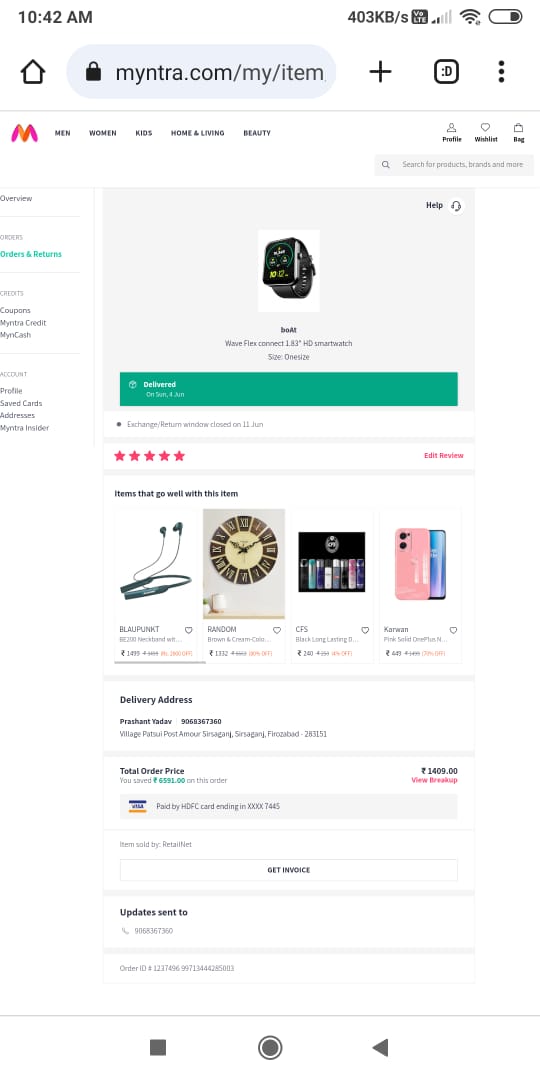 10:42 AM
403KB/s
Vo LTE
myntra.com/my/item
:D
MEN WOMEN KIDS HOME & LIVING BEAUTY
Profile Wishlist Bag
Search for products, brands and more
Overview
ORDERS
Orders & Returns
CREDITS
Coupons
Myntra Credit
MynCash
ACCOUNT
Profile
Saved Cards
Addresses
Myntra Insider
Help
boAt
Wave Flex connect 1.83" HD smartwatch
Size: Onesize
Delivered
On Sun, 4 Jun
Exchange/Return window closed on 11 Jun
Edit Review
Items that go well with this item
BLAUPUNKT
BE200 Neckband wit...
₹ 1499
RANDOM
Brown & Cream-Colo...
₹ 1332 (80% OFF)
CFS
Black Long Lasting D...
₹ 240 ₹ 250 (4% OFF)
Korwan
Pink Solid OnePlus N...
₹ 449 ₹ 1499 (70% OFF)
Delivery Address
Prashant Yadav 9068367360
Village Patsui Post Amour Sirsaganj, Sirsaganj, Firozabad - 283151
Total Order Price
₹ 1409.00
You saved ₹ 6591.00 on this order
View Breakup
VISA
Paid by HDFC card ending in XXXX 7445
Item sold by: RetailNet
GET INVOICE
Updates sent to
9068367360
Order ID # 1237496 99713444285003